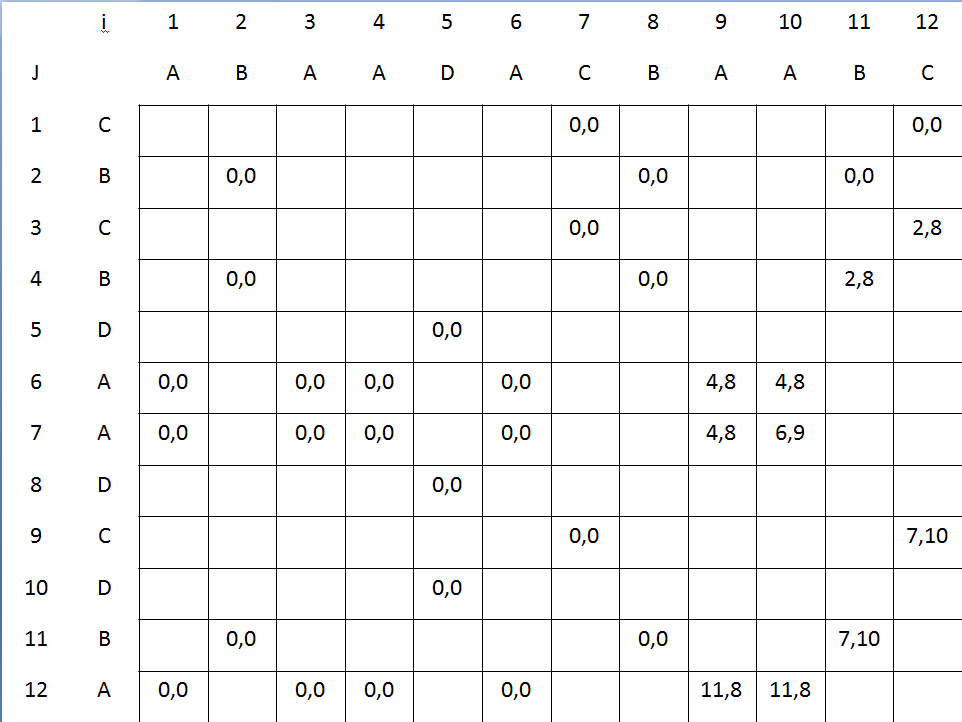 i 1 2 3 4 5 6 7 8 9 10 11 12
J A B A A D A C B A A B C
1 C 0,0 0,0
2 B 0,0 0,0 0,0
3 C 0,0 2,8
4 B 0,0 0,0 2,8
5 D 0,0
6 A 0,0 0,0 0,0 0,0 4,8 4,8
7 A 0,0 0,0 0,0 0,0 4,8 6,9
8 D 0,0
9 C 0,0 7,10
10 D 0,0
11 B 0,0 0,0 7,10
12 A 0,0 0,0 0,0 0,0 11,8 11,8